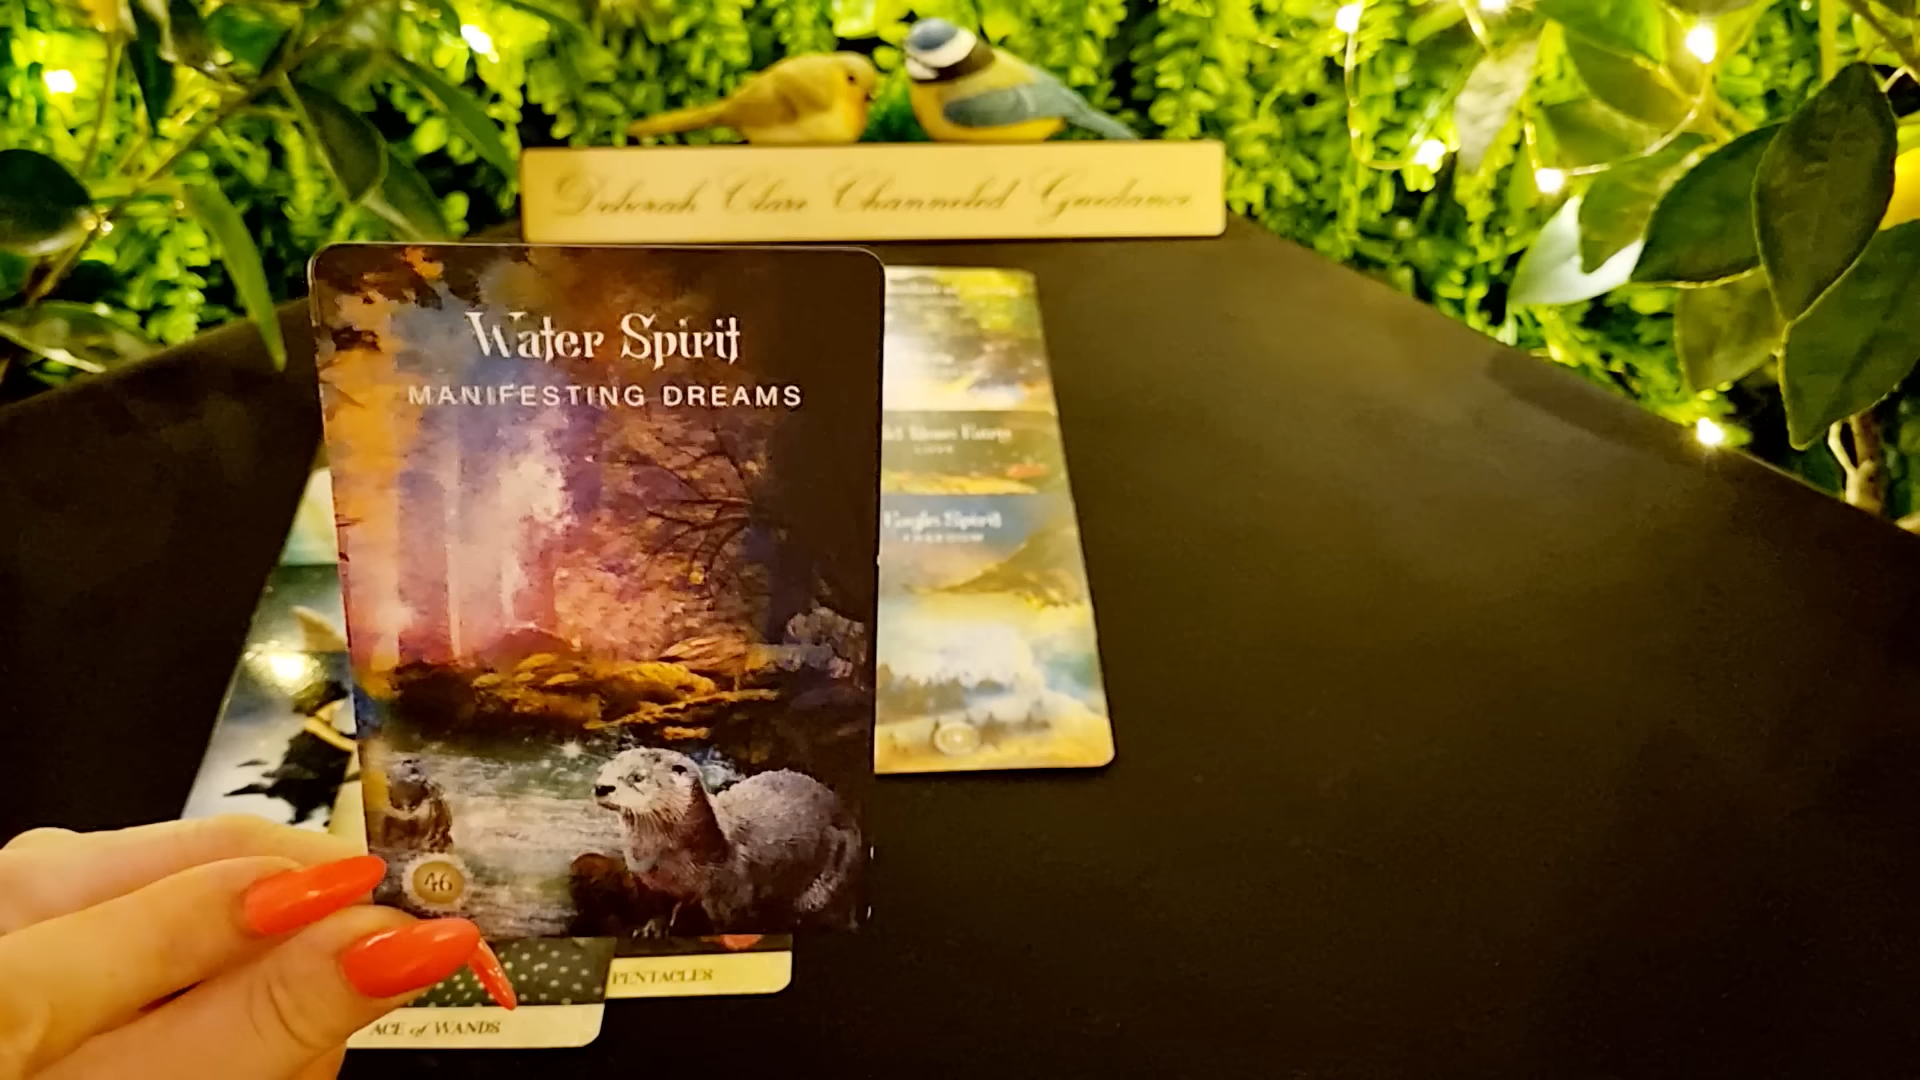 Deborah Clare Channeled Guidance
Water Spirit
MANIFESTING DREAMS
Eagle Spirit
46
PENTACLES
ACE of WANDS